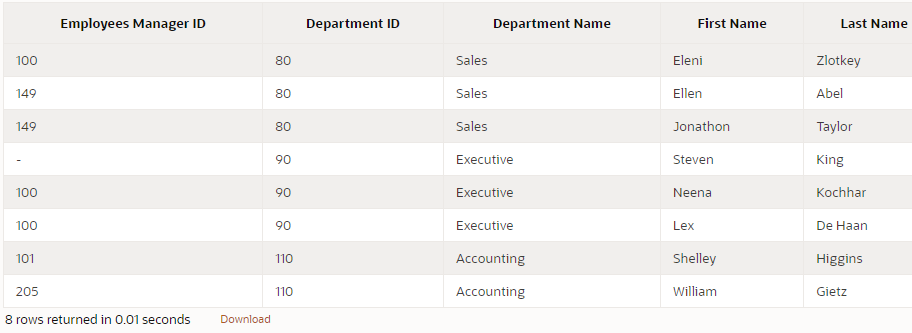 Employees Manager ID Department ID Department Name First Name Last Name
100 80 Sales Eleni Zlotkey
149 80 Sales Ellen Abel
149 80 Sales Jonathon Taylor
- 90 Executive Steven King
100 90 Executive Neena Kochhar
100 90 Executive Lex De Haan
101 110 Accounting Shelley Higgins
205 110 Accounting William Gietz
8 rows returned in 0.01 seconds Download